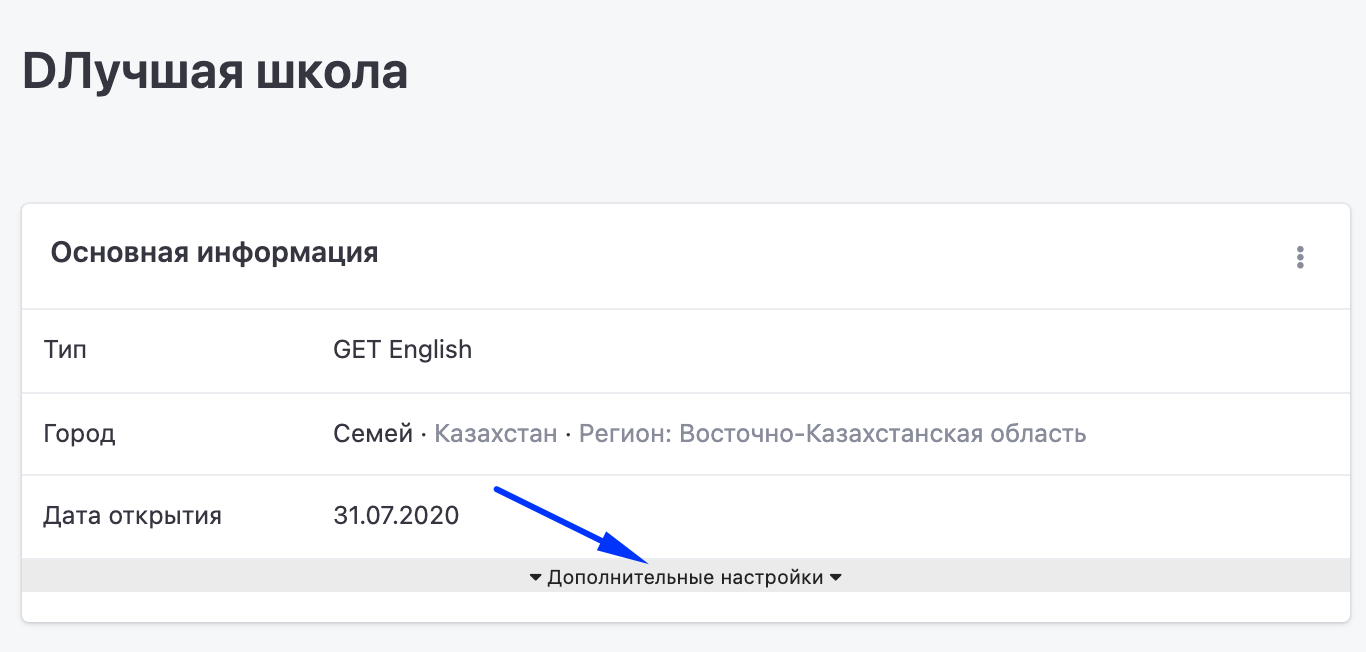 DЛучшая школа
Основная информация
Тип GET English
Город Семей · Казахстан · Регион: Восточно-Казахстанская область
Дата открытия 31.07.2020
Дополнительные настройки